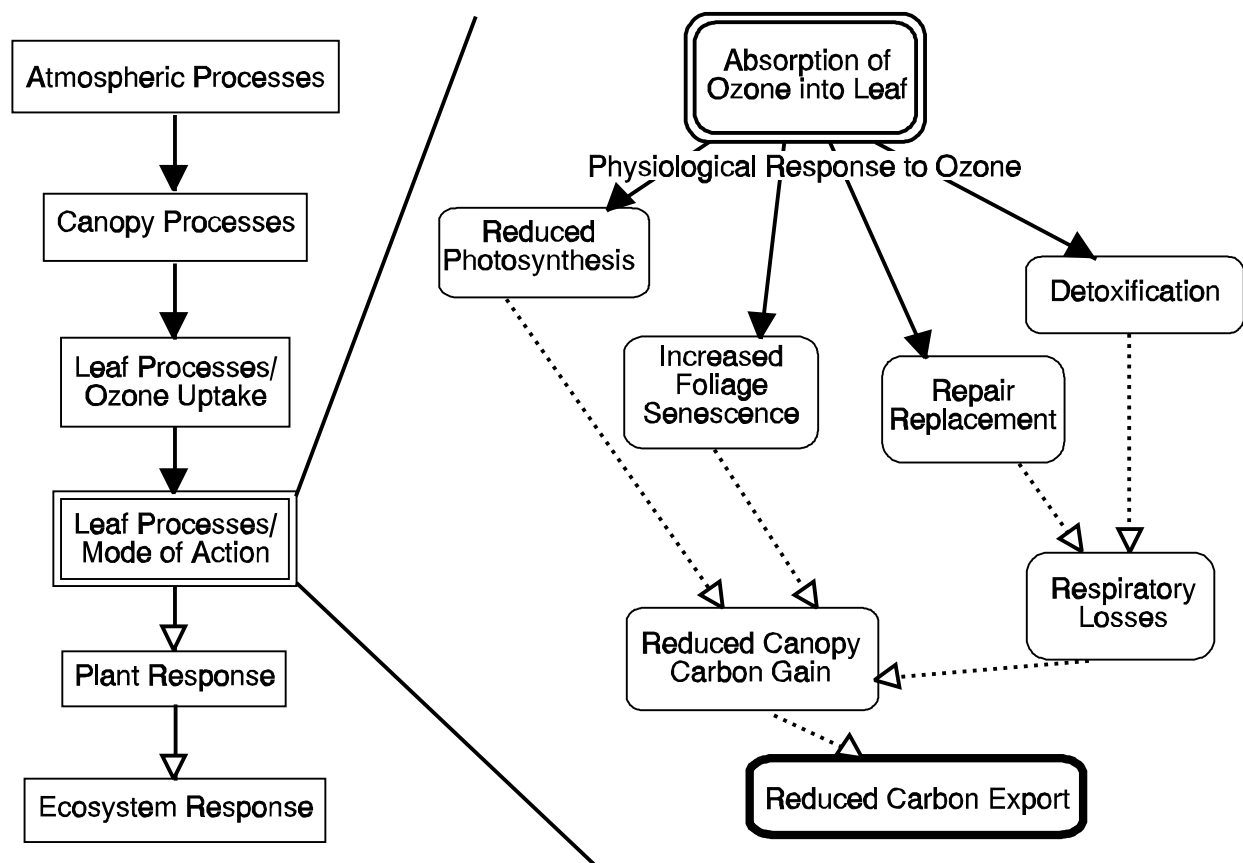 Atmospheric Processes
Canopy Processes
Leaf Processes/
Ozone Uptake
Leaf Processes/
Mode of Action
Plant Response
Ecosystem Response
Absorption of
Ozone into Leaf
Physiological Response to Ozone
Reduced
Photosynthesis
Increased
Foliage
Senescence
Repair
Replacement
Detoxification
Respiratory
Losses
Reduced Canopy
Carbon Gain
Reduced Carbon Export